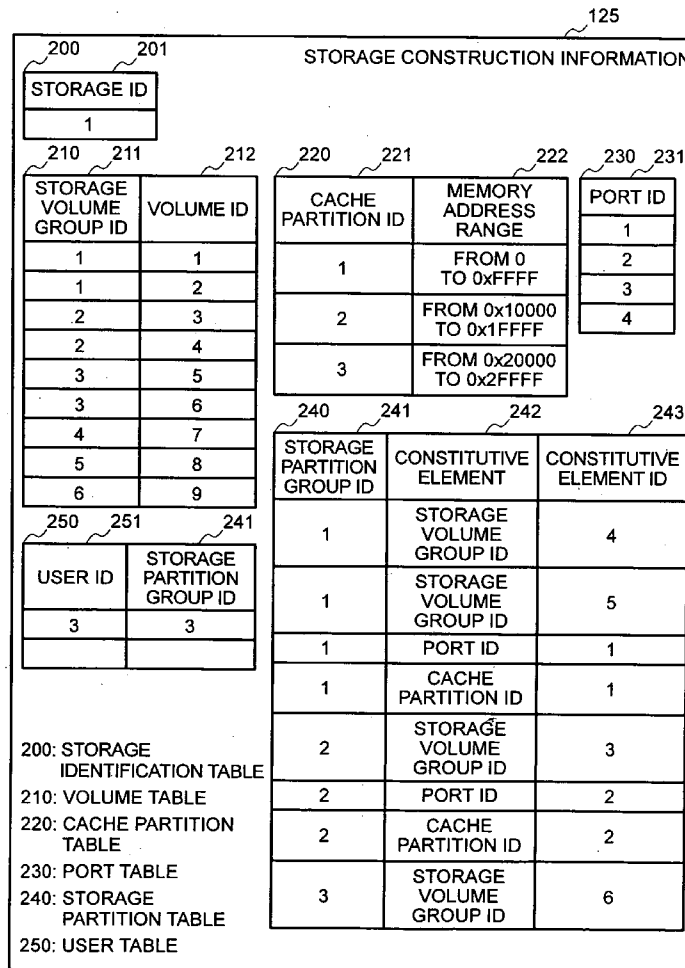 125
STORAGE CONSTRUCTION INFORMATION
200 201
STORAGE ID
1
210 211 212
STORAGE VOLUME GROUP ID VOLUME ID
1 1
1 2
2 3
2 4
3 5
3 6
4 7
5 8
6 9
220 221 222
CACHE PARTITION ID MEMORY ADDRESS RANGE
1 FROM 0 TO 0xFFFF
2 FROM 0x10000 TO 0x1FFFF
3 FROM 0x20000 TO 0x2FFFF
230 231
PORT ID
1
2
3
4
240 241 242 243
STORAGE PARTITION GROUP ID CONSTITUTIVE ELEMENT CONSTITUTIVE ELEMENT ID
1 STORAGE VOLUME GROUP ID 4
1 STORAGE VOLUME GROUP ID 5
1 PORT ID 1
1 CACHE PARTITION ID 1
2 STORAGE VOLUME GROUP ID 3
2 PORT ID 2
2 CACHE PARTITION ID 2
3 STORAGE VOLUME GROUP ID 6
250 251 241
USER ID STORAGE PARTITION GROUP ID
3 3
200: STORAGE
IDENTIFICATION TABLE
210: VOLUME TABLE
220: CACHE PARTITION
TABLE
230: PORT TABLE
240: STORAGE
PARTITION TABLE
250: USER TABLE